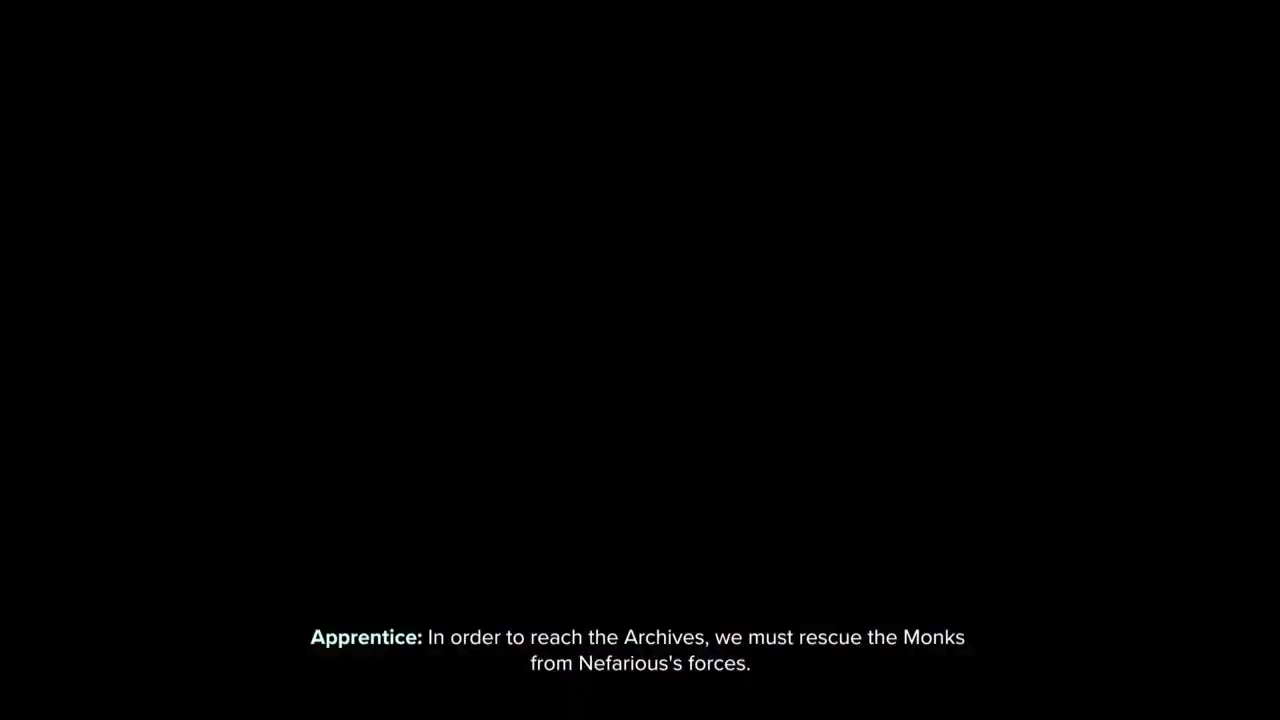 Apprentice: In order to reach the Archives, we must rescue the Monks
from Nefarious's forces.